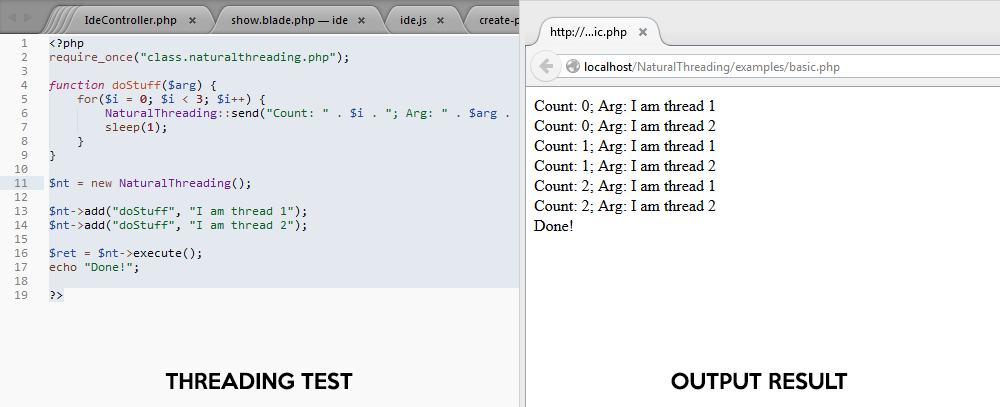 IdeController.php ×
show.blade.php — ide ×
ide.js ×
create-p
1 <?php
2 require_once("class.naturalthreading.php");
3
4 function doStuff($arg) {
5 for($i = 0; $i < 3; $i++) {
6 NaturalThreading::send("Count: " . $i . "; Arg: " . $arg .
7 sleep(1);
8 }
9 }
10
11 $nt = new NaturalThreading();
12
13 $nt->add("doStuff", "I am thread 1");
14 $nt->add("doStuff", "I am thread 2");
15
16 $ret = $nt->execute();
17 echo "Done!";
18
19 ?>
THREADING TEST
http://...ic.php ×
localhost/NaturalThreading/examples/basic.php
Count: 0; Arg: I am thread 1
Count: 0; Arg: I am thread 2
Count: 1; Arg: I am thread 1
Count: 1; Arg: I am thread 2
Count: 2; Arg: I am thread 1
Count: 2; Arg: I am thread 2
Done!
OUTPUT RESULT